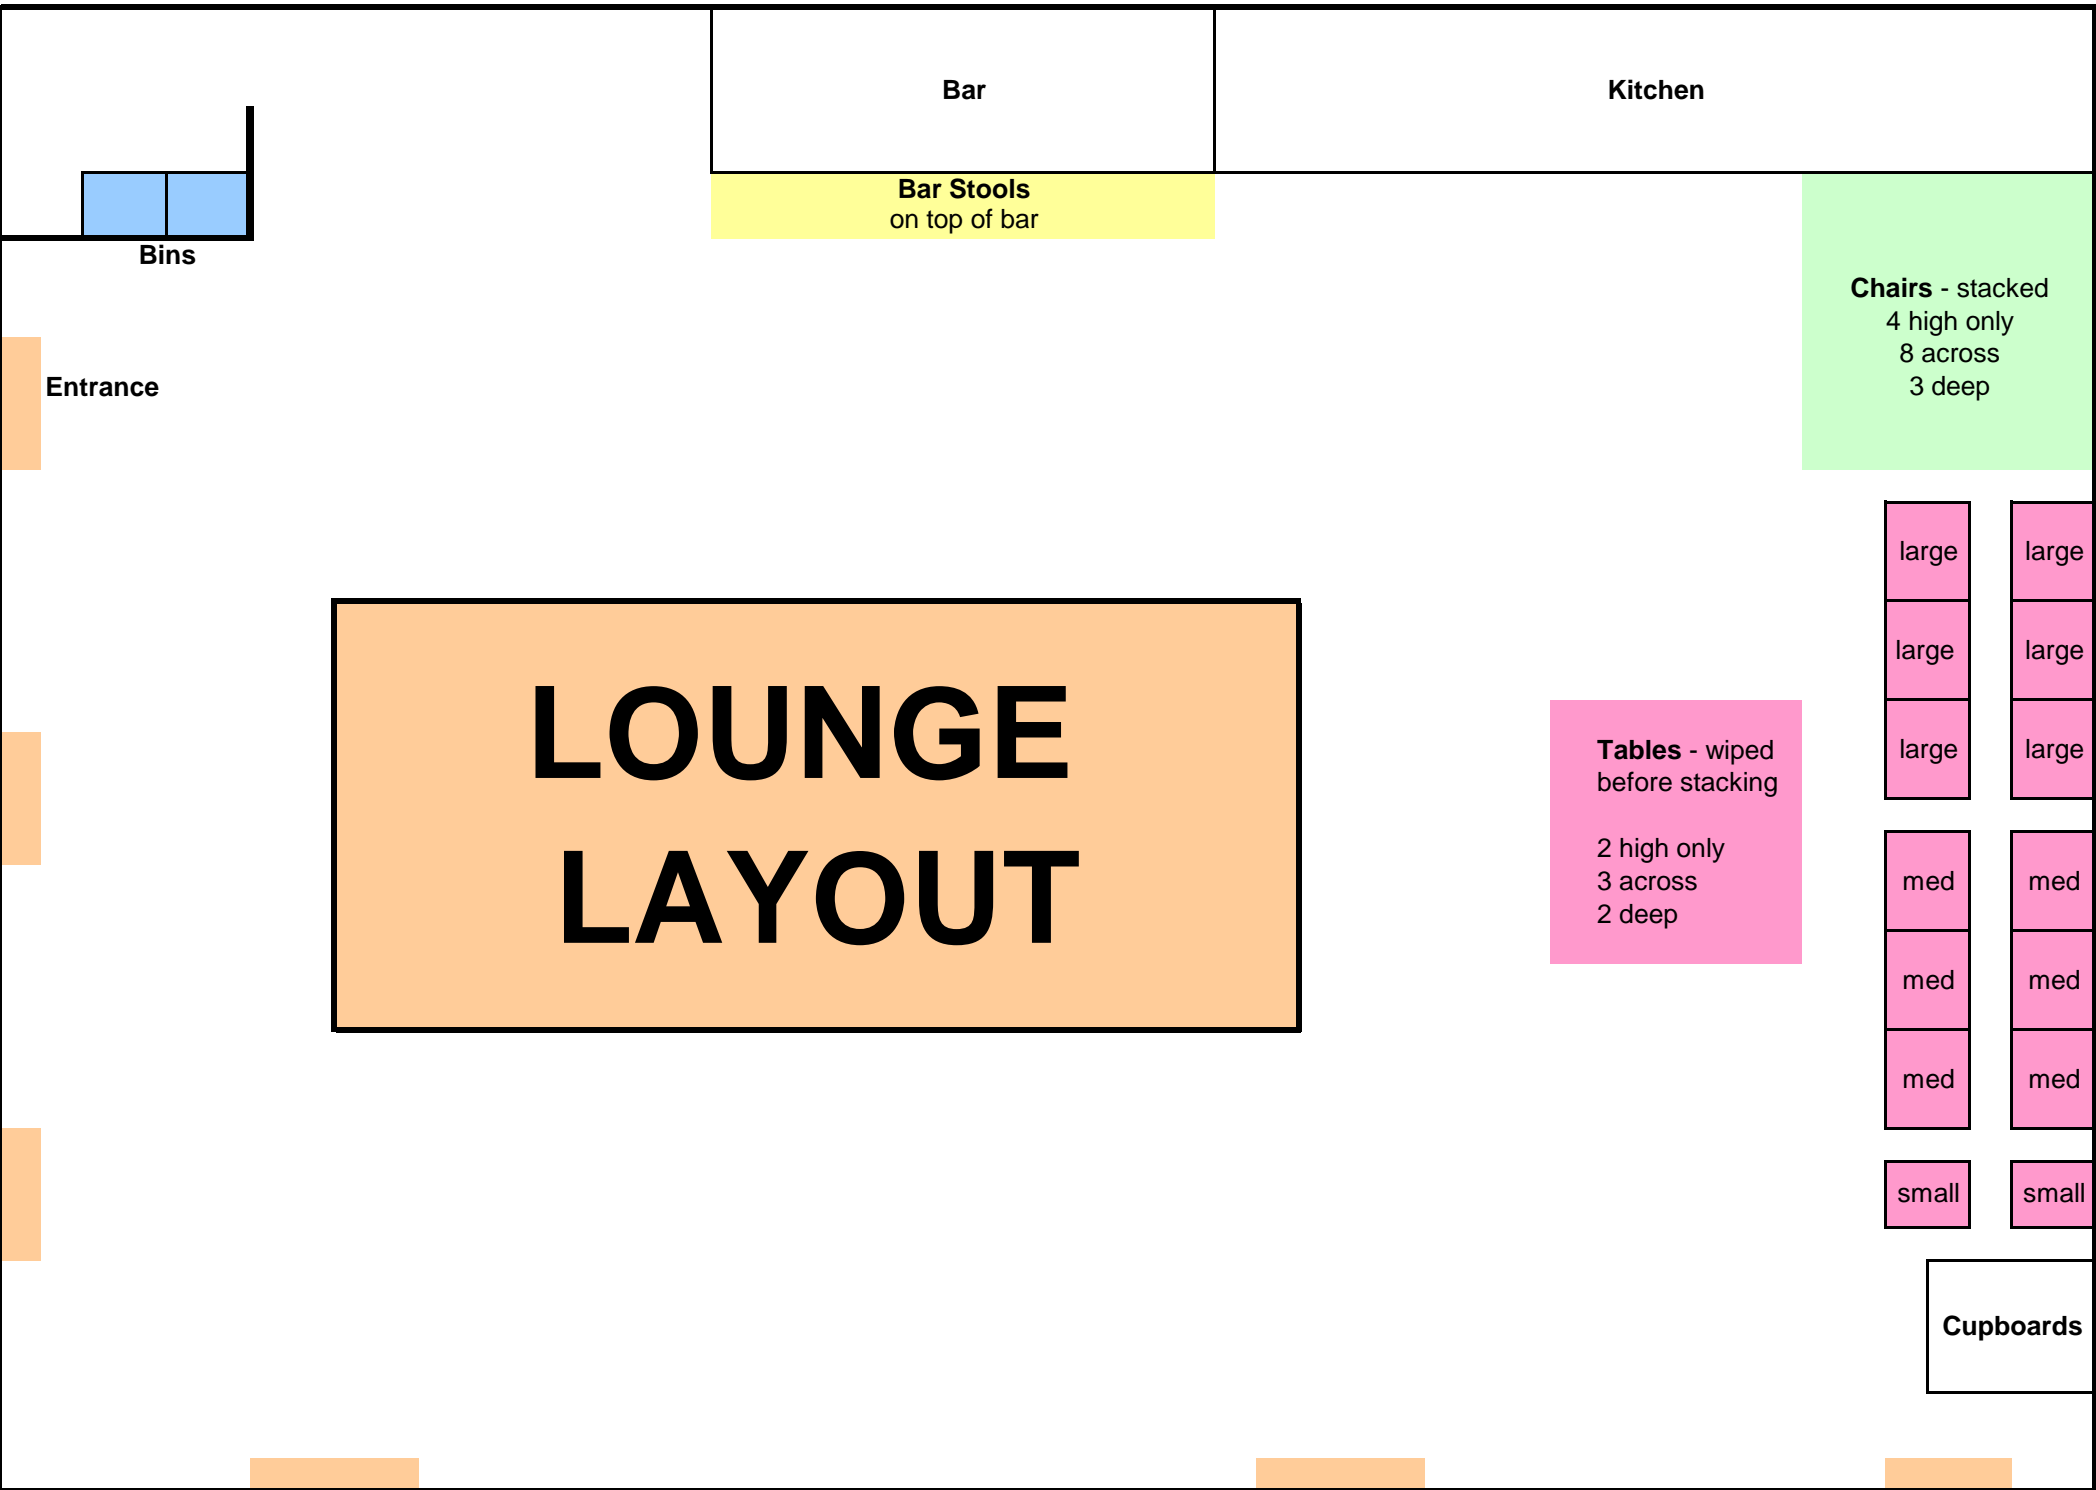 Bar
Kitchen
Bar Stools
on top of bar
Bins
Chairs - stacked
4 high only
8 across
3 deep
Entrance
large large
large large
large large
LOUNGE
LAYOUT
Tables - wiped
before stacking
2 high only
3 across
2 deep
med med
med med
med med
small small
Cupboards